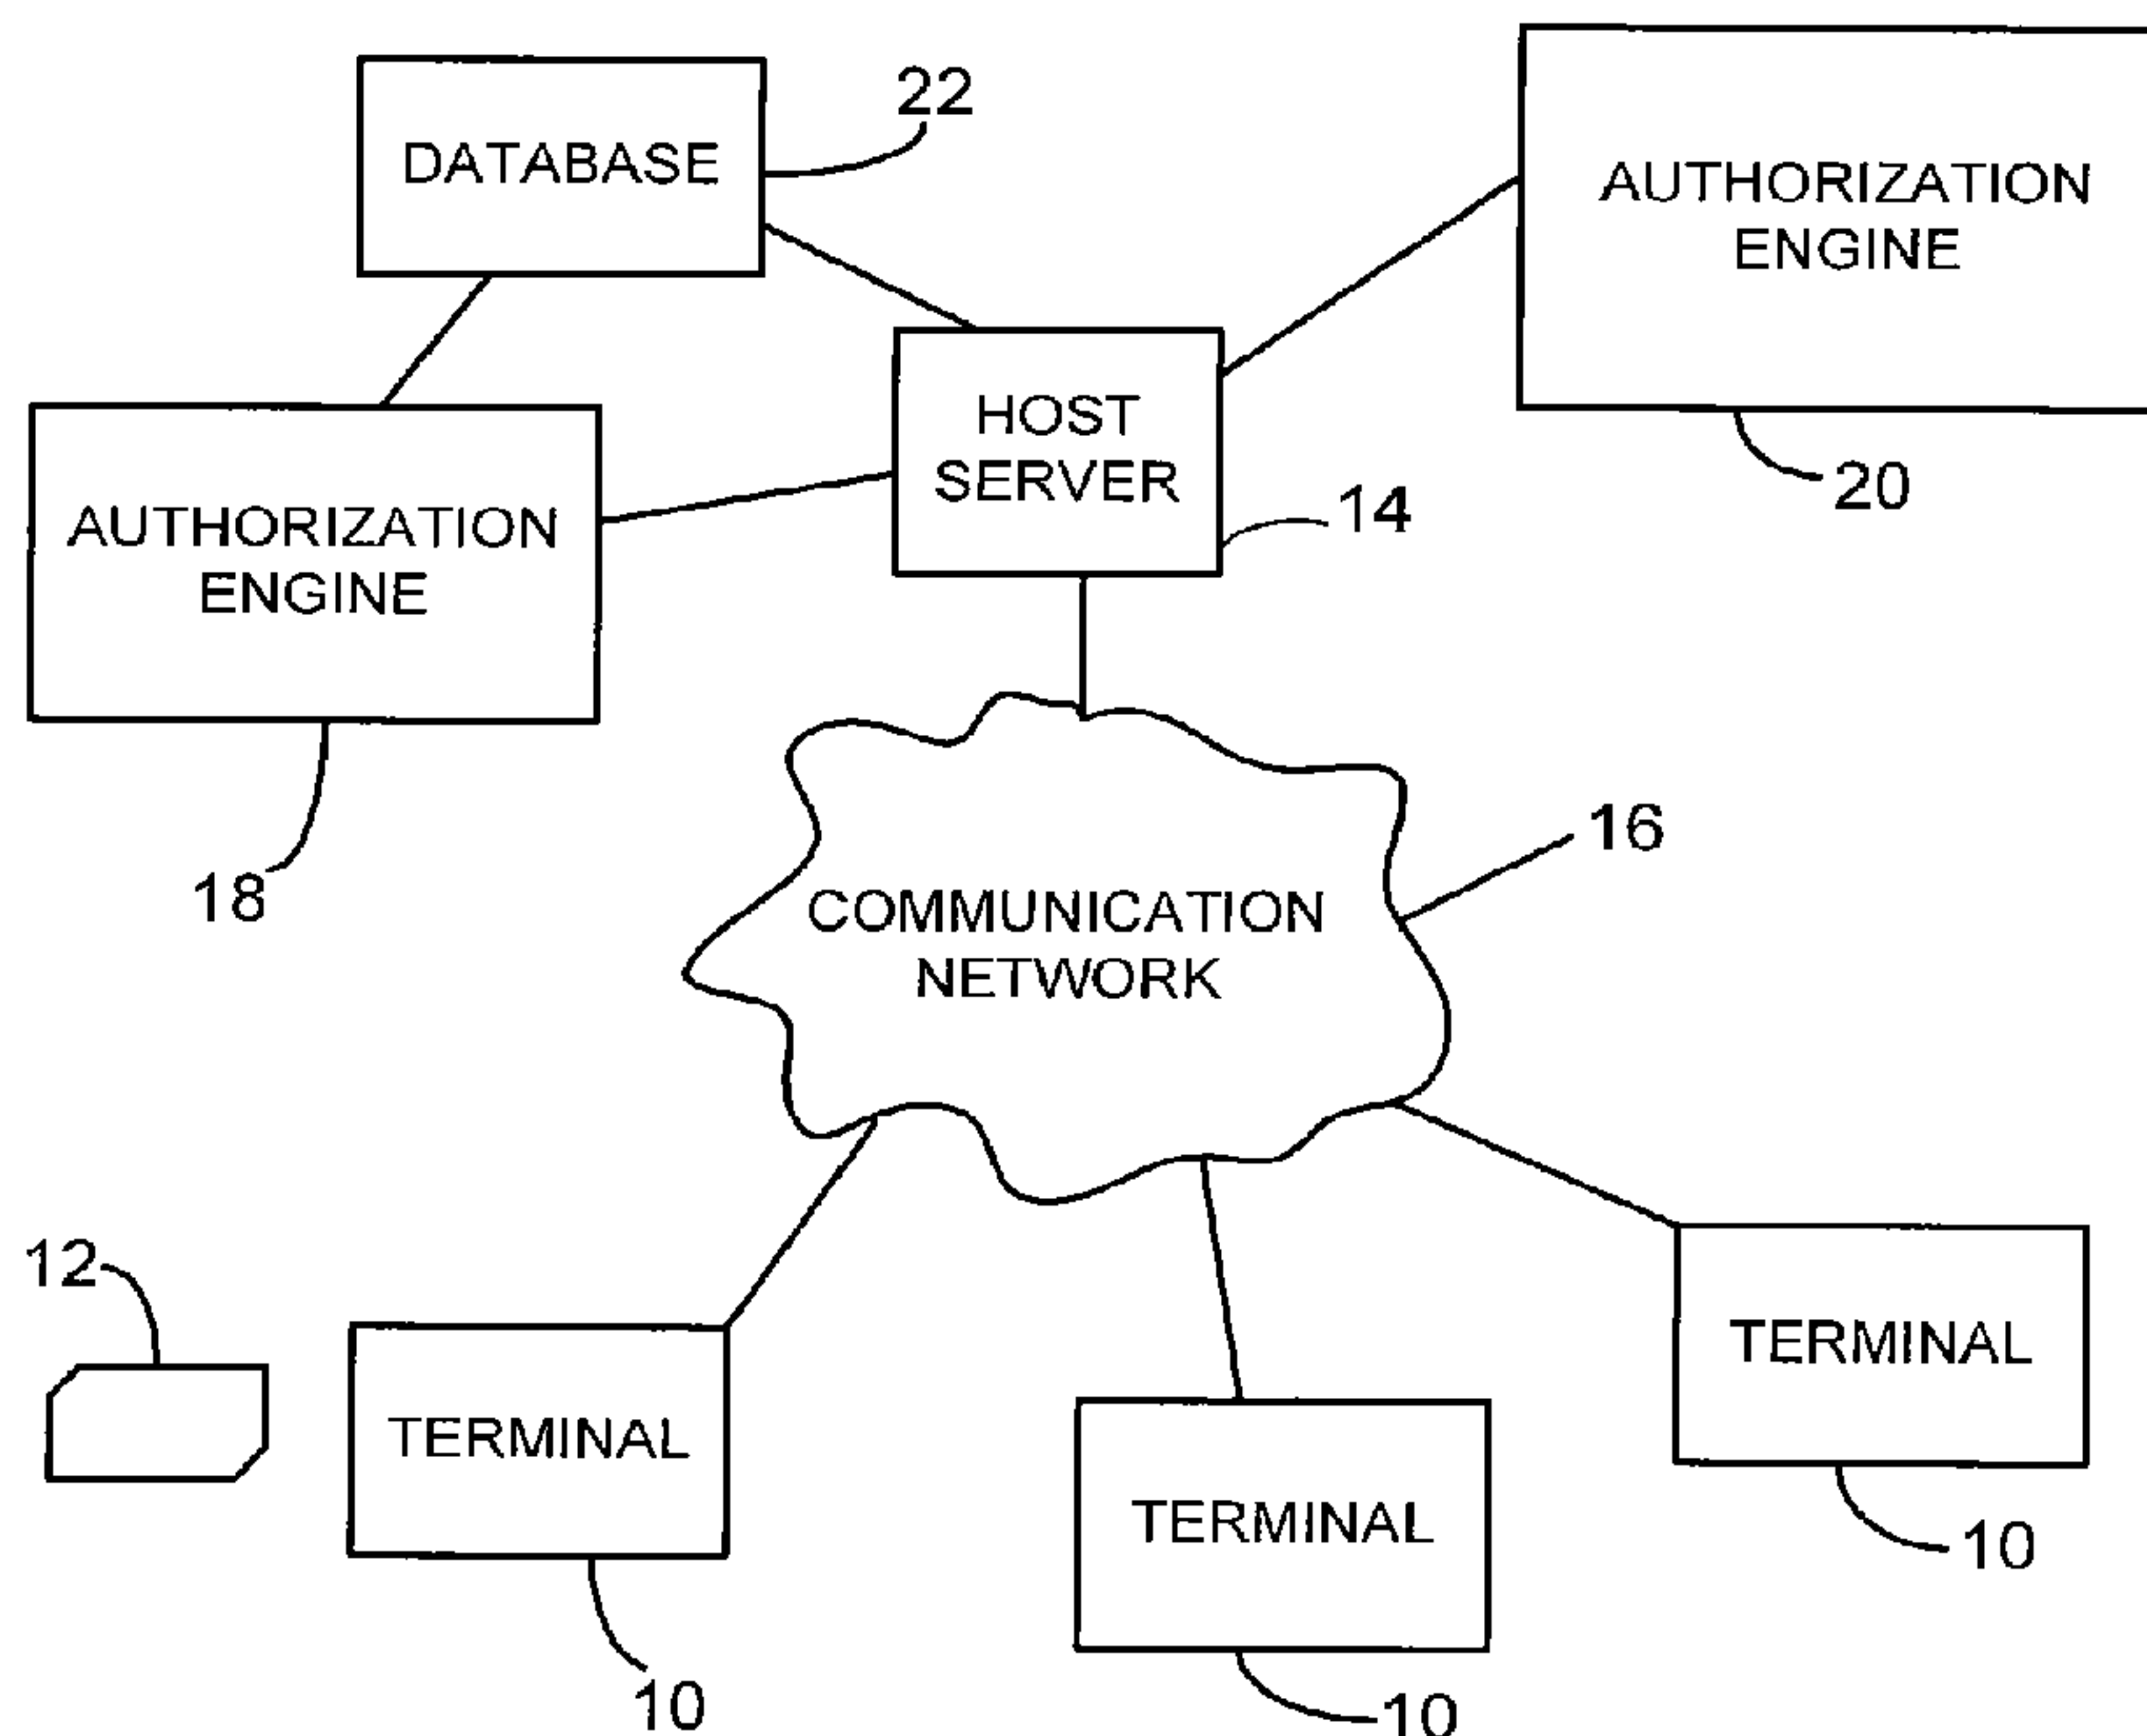 DATABASE
22
AUTHORIZATION
ENGINE
20
HOST
SERVER
14
AUTHORIZATION
ENGINE
18
COMMUNICATION
NETWORK
16
12
TERMINAL
10
TERMINAL
10
TERMINAL
10